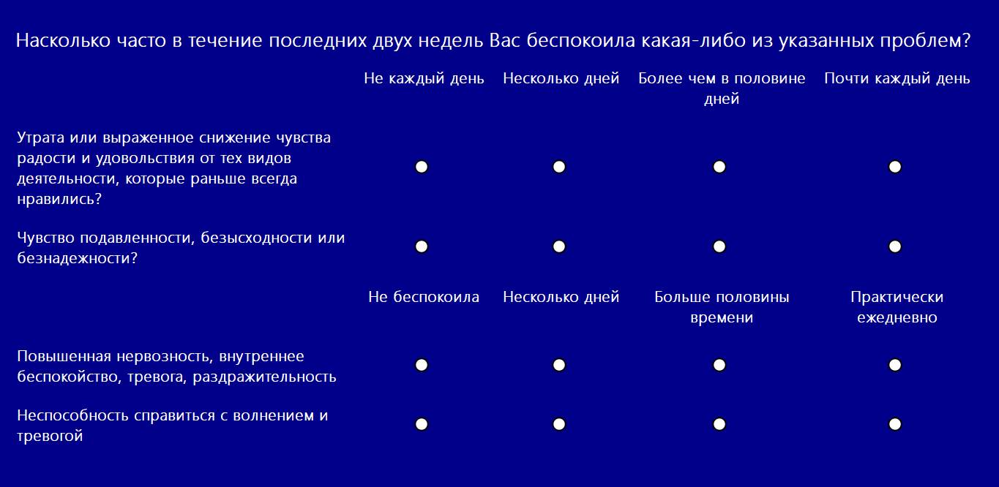 Насколько часто в течение последних двух недель Вас беспокоила какая-либо из указанных проблем?
Не каждый день Несколько дней Более чем в половине Почти каждый день
дней
Утрата или выраженное снижение чувства
радости и удовольствия от тех видов
деятельности, которые раньше всегда
нравились?
Чувство подавленности, безысходности или
безнадежности?
Не беспокоила Несколько дней Больше половины Практически
времени ежедневно
Повышенная нервозность, внутреннее
беспокойство, тревога, раздражительность
Неспособность справиться с волнением и
тревогой